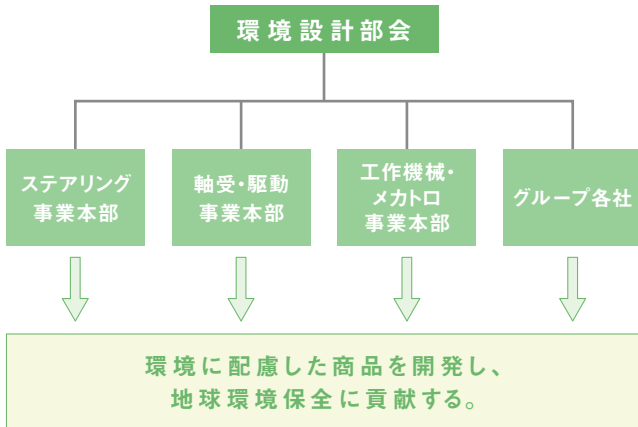 環境設計部会
ステアリング
事業本部
軸受・駆動
事業本部
工作機械・
メカトロ
事業本部
グループ各社
環境に配慮した商品を開発し、
地球環境保全に貢献する。